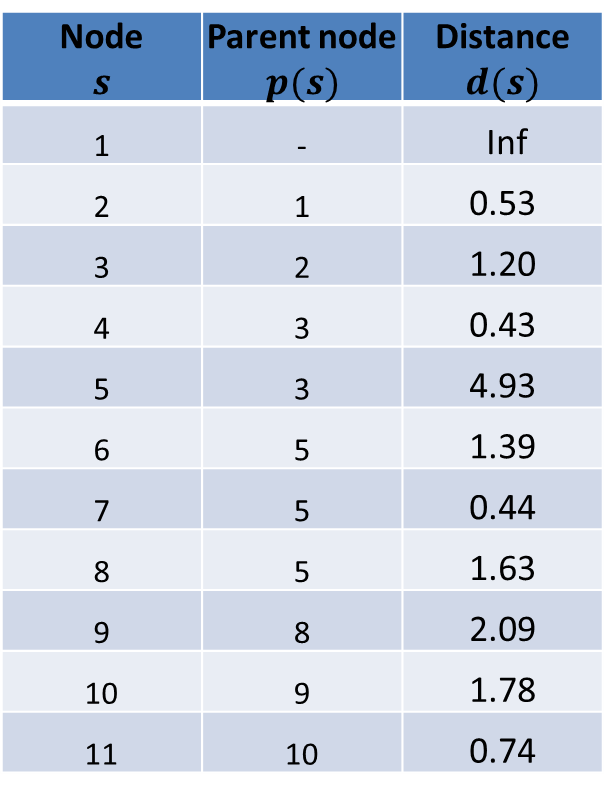 Node Parent node Distance
s p(s) d(s)
1 - Inf
2 1 0.53
3 2 1.20
4 3 0.43
5 3 4.93
6 5 1.39
7 5 0.44
8 5 1.63
9 8 2.09
10 9 1.78
11 10 0.74